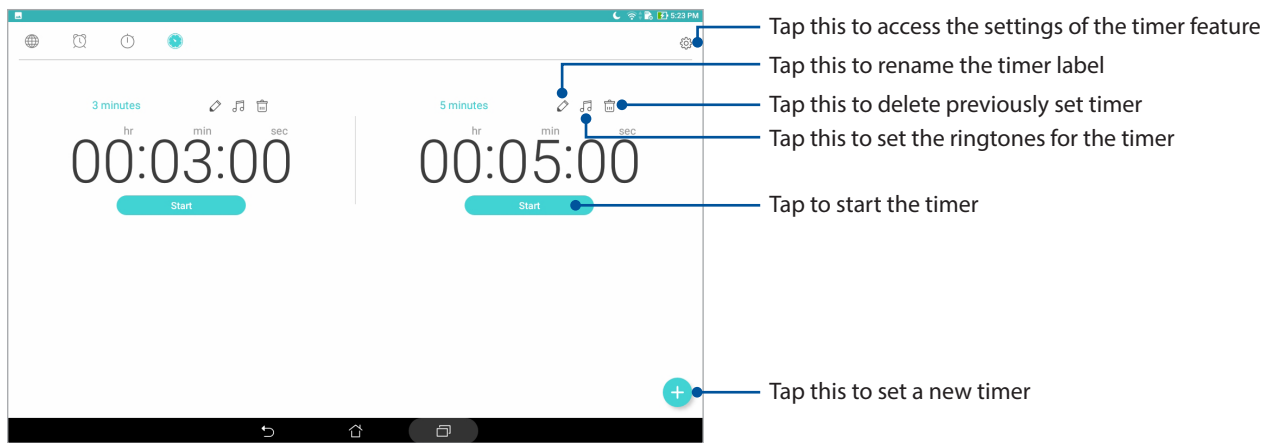 5:23 PM
Tap this to access the settings of the timer feature
Tap this to rename the timer label
3 minutes
5 minutes
Tap this to delete previously set timer
hr min sec
hr min sec
Tap this to set the ringtones for the timer
00:03:00
00:05:00
Start
Start
Tap to start the timer
Tap this to set a new timer